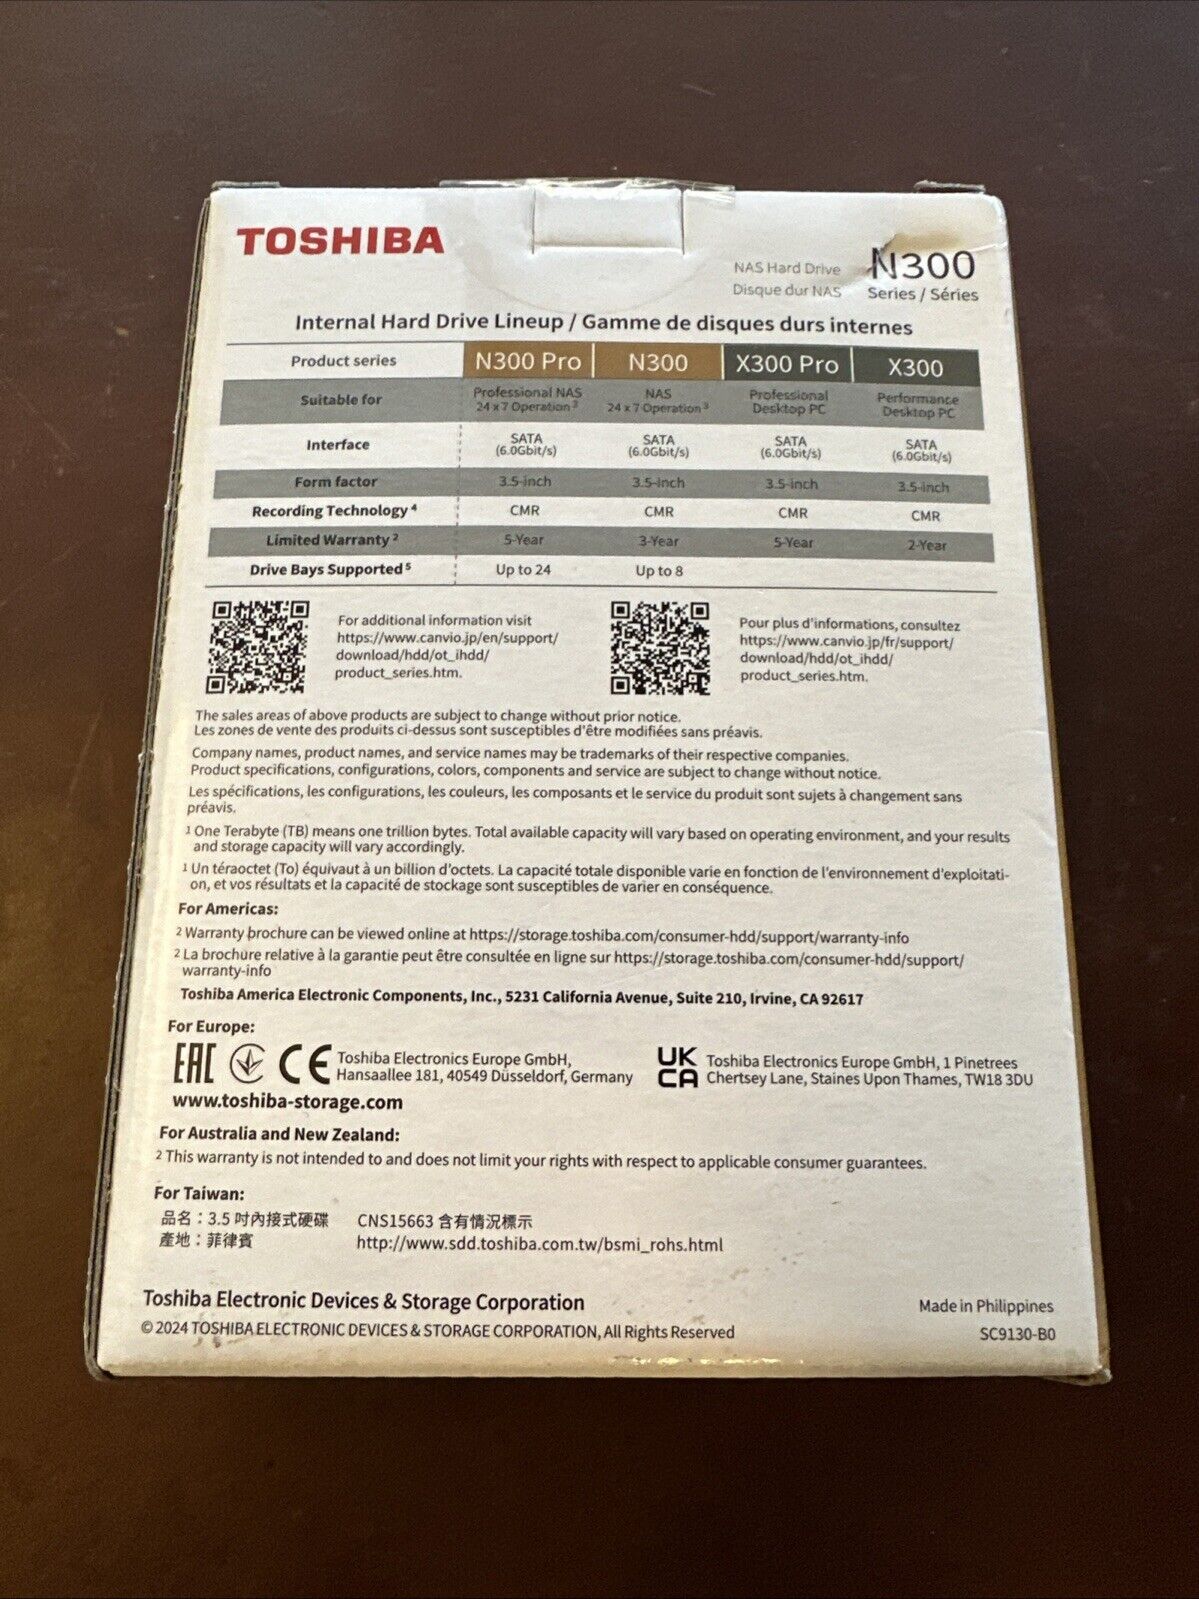 TOSHIBA
NAS Hard Drive
Disque dur NAS
N300
Series / Séries
Internal Hard Drive Lineup / Gamme de disques durs internes
Product series N300 Pro N300 X300 Pro X300
Suitable for Professional NAS 24 x 7 Operation ³ NAS 24 x 7 Operation ³ Professional Desktop PC Performance Desktop PC
Interface SATA (6.0Gbit/s) SATA (6.0Gbit/s) SATA (6.0Gbit/s) SATA (6.0Gbit/s)
Form factor 3.5-inch 3.5-inch 3.5-inch 3.5-inch
Recording Technology ⁴ CMR CMR CMR CMR
Limited Warranty ² 5-Year 3-Year 5-Year 2-Year
Drive Bays Supported ⁵ Up to 24 Up to 8
For additional information visit
https://www.canvio.jp/en/support/
download/hdd/ot_ihdd/
product_series.htm.
Pour plus d'informations, consultez
https://www.canvio.jp/fr/support/
download/hdd/ot_ihdd/
product_series.htm.
The sales areas of above products are subject to change without prior notice.
Les zones de vente des produits ci-dessus sont susceptibles d'être modifiées sans préavis.
Company names, product names, and service names may be trademarks of their respective companies.
Product specifications, configurations, colors, components and service are subject to change without notice.
Les spécifications, les configurations, les couleurs, les composants et le service du produit sont sujets à changement sans
préavis.
¹ One Terabyte (TB) means one trillion bytes. Total available capacity will vary based on operating environment, and your results
and storage capacity will vary accordingly.
¹ Un téraoctet (To) équivaut à un billion d'octets. La capacité totale disponible varie en fonction de l'environnement d'exploitati-
on, et vos résultats et la capacité de stockage sont susceptibles de varier en conséquence.
For Americas:
² Warranty brochure can be viewed online at https://storage.toshiba.com/consumer-hdd/support/warranty-info
² La brochure relative à la garantie peut être consultée en ligne sur https://storage.toshiba.com/consumer-hdd/support/
warranty-info
Toshiba America Electronic Components, Inc., 5231 California Avenue, Suite 210, Irvine, CA 92617
For Europe:
EAC CE Toshiba Electronics Europe GmbH,
Hansaallee 181, 40549 Düsseldorf, Germany
UK CA Toshiba Electronics Europe GmbH, 1 Pinetrees
Chertsey Lane, Staines Upon Thames, TW18 3DU
www.toshiba-storage.com
For Australia and New Zealand:
² This warranty is not intended to and does not limit your rights with respect to applicable consumer guarantees.
For Taiwan:
品名：3.5 吋內接式硬碟 CNS15663 含有情況標示
產地：菲律賓 http://www.sdd.toshiba.com.tw/bsmi_rohs.html
Toshiba Electronic Devices & Storage Corporation
© 2024 TOSHIBA ELECTRONIC DEVICES & STORAGE CORPORATION, All Rights Reserved
Made in Philippines
SC9130-B0